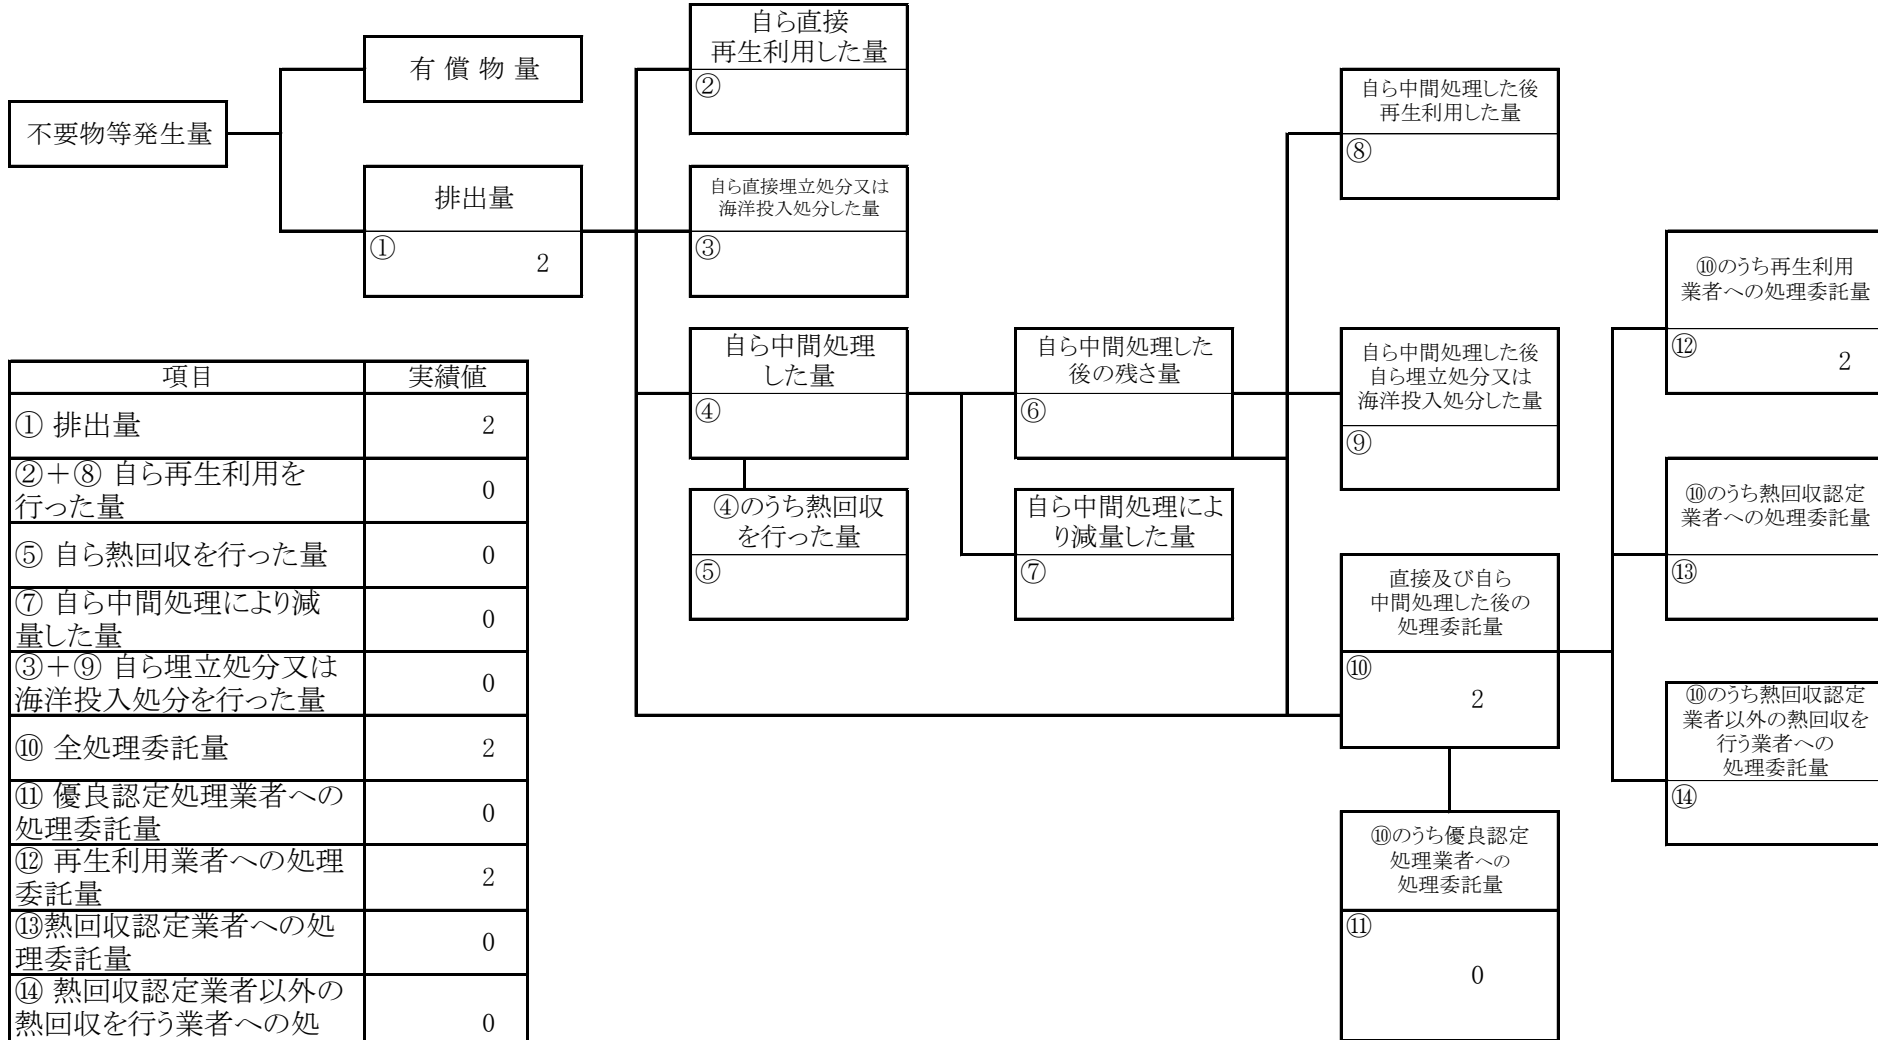 不要物等発生量
有 償 物 量
排出量
①
2
自ら直接
再生利用した量
②
自ら直接埋立処分又は
海洋投入処分した量
③
自ら中間処理
した量
④
④のうち熱回収
を行った量
⑤
自ら中間処理した
後の残さ量
⑥
自ら中間処理によ
り減量した量
⑦
自ら中間処理した後
再生利用した量
⑧
自ら中間処理した後
自ら埋立処分又は
海洋投入処分した量
⑨
直接及び自ら
中間処理した後の
処理委託量
⑩
2
⑩のうち優良認定
処理業者への
処理委託量
⑪
0
⑩のうち再生利用
業者への処理委託量
⑫
2
⑩のうち熱回収認定
業者への処理委託量
⑬
⑩のうち熱回収認定
業者以外の熱回収を
行う業者への
処理委託量
⑭
項目 実績値
① 排出量 2
②＋⑧ 自ら再生利用を
行った量 0
⑤ 自ら熱回収を行った量 0
⑦ 自ら中間処理により減
量した量 0
③＋⑨ 自ら埋立処分又は
海洋投入処分を行った量 0
⑩ 全処理委託量 2
⑪ 優良認定処理業者への
処理委託量 0
⑫ 再生利用業者への処理
委託量 2
⑬熱回収認定業者への処
理委託量 0
⑭ 熱回収認定業者以外の
熱回収を行う業者への処 0